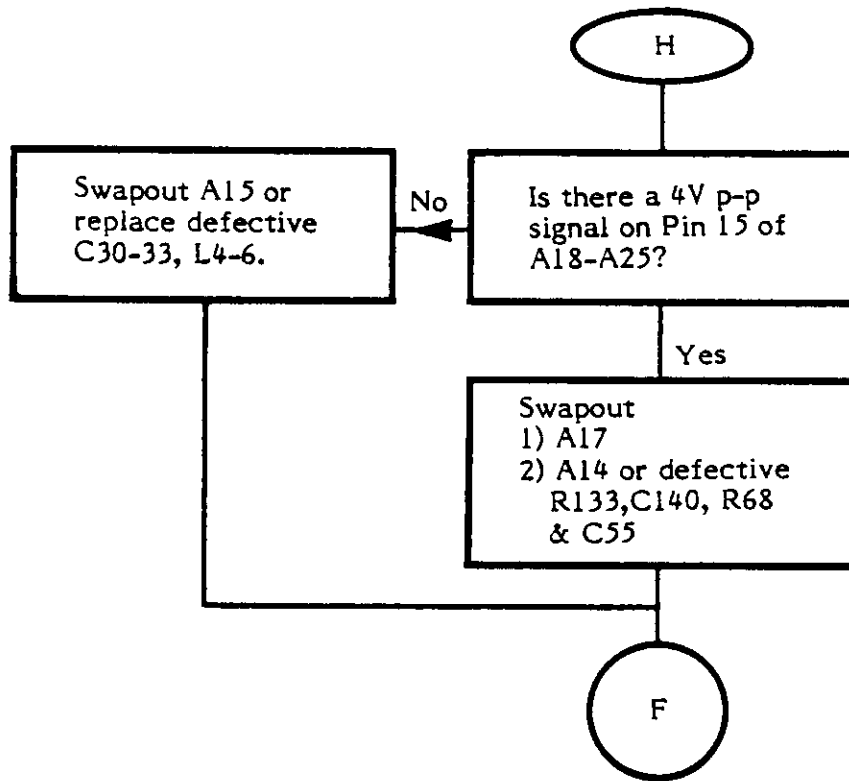 H
Is there a 4V p-p
signal on Pin 15 of
A18-A25?
No
Swapout A15 or
replace defective
C30-33, L4-6.
Yes
Swapout
1) A17
2) A14 or defective
R133,C140, R68
& C55
F